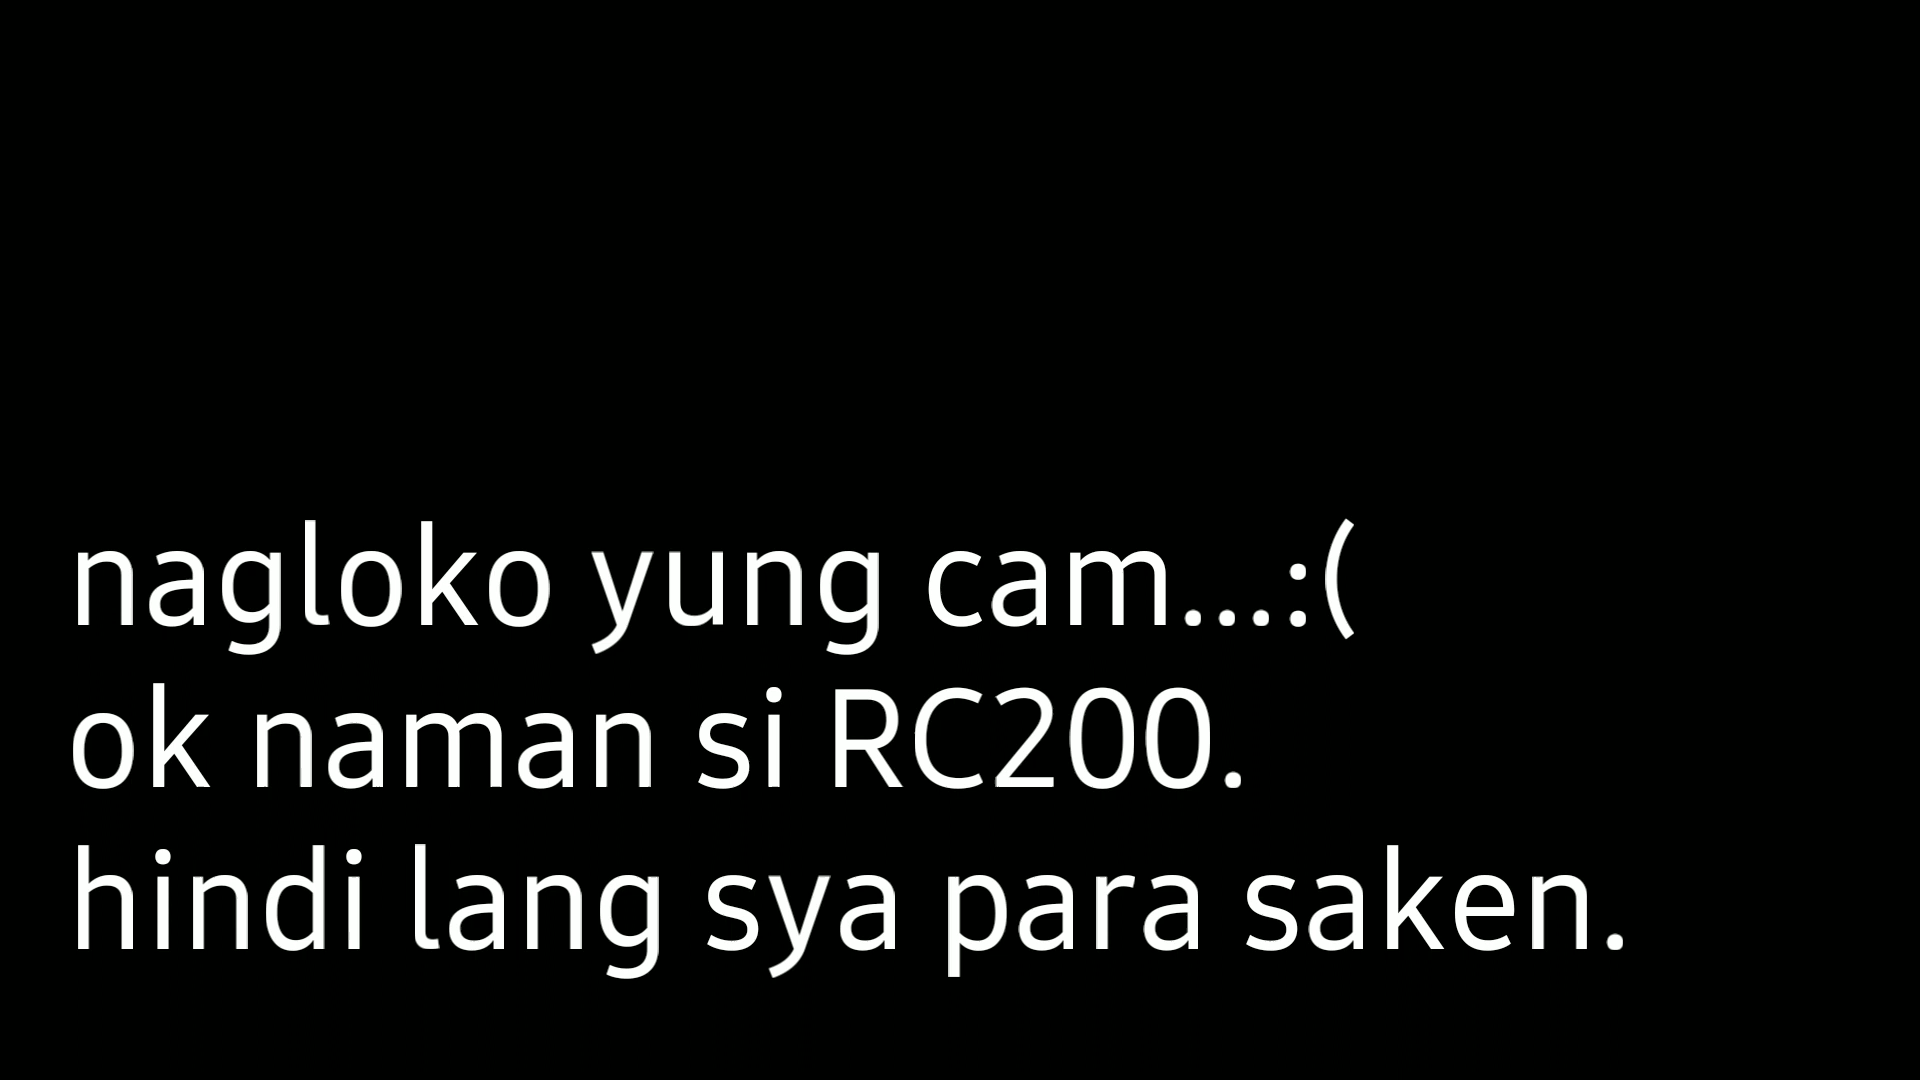 nagloko yung cam...:(
ok naman si RC200.
hindi lang sya para saken.